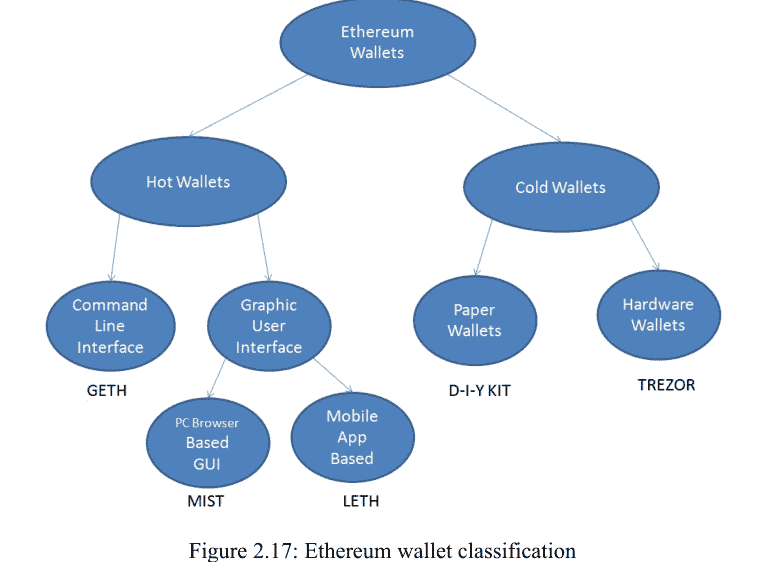 Ethereum
Wallets
Hot Wallets
Cold Wallets
Command
Line
Interface
Graphic
User
Interface
Paper
Wallets
Hardware
Wallets
GETH
D-I-Y KIT
TREZOR
PC Browser
Based
GUI
Mobile
App
Based
MIST
LETH
Figure 2.17: Ethereum wallet classification